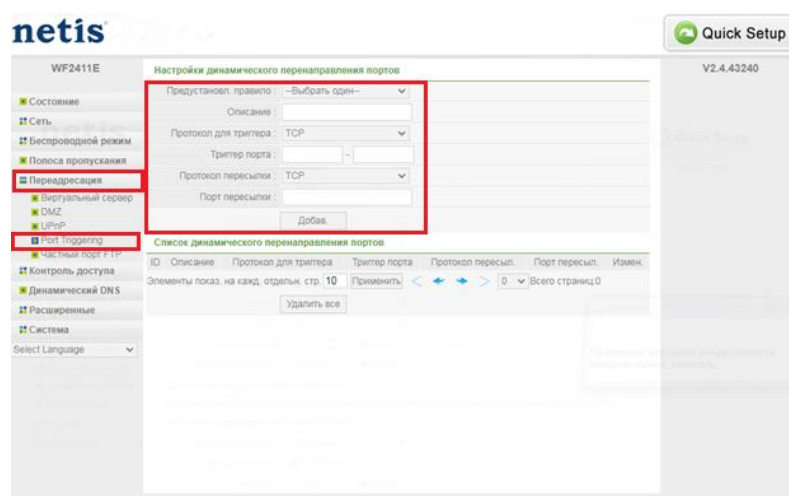 netis
Quick Setup
WF2411E
V2.4.43240
Состояние
Сеть
Беспроводной режим
Полоса пропускания
Переадресация
Виртуальный сервер
DMZ
UPnP
Port Triggering
Частный порт FTP
Контроль доступа
Динамический DNS
Расширенные
Система
Select Language
Настройки динамического перенаправления портов
Предустановл. правило : --Выбрать один--
Описание :
Протокол для триггера : TCP
Триггер порта : -
Протокол пересылки : TCP
Порт пересылки :
Добав.
Список динамического перенаправления портов
ID Описание Протокол для триггера Триггер порта Протокол пересыл. Порт пересыл. Измен.
Элементы показ. на кажд. отдельн. стр. 10 Применить 0 Всего страниц:0
Удалить все